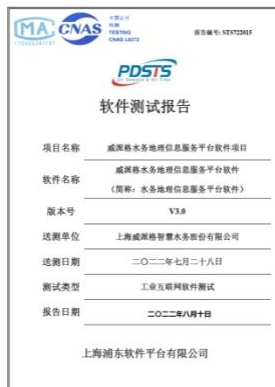 MA
CNAS
检测
TESTING
CNAS L8372
报告编号: STS722015
PDSTS
软件测试报告
项目名称 威派格水务地理信息服务平台软件项目
软件名称 威派格水务地理信息服务平台软件
（简称：水务地理信息服务平台软件）
版本号 V3.0
送测单位 上海威派格智慧水务股份有限公司
送测日期 二〇二二年七月二十八日
测试类型 工业互联网软件测试
报告日期 二〇二二年八月十日
上海浦东软件平台有限公司